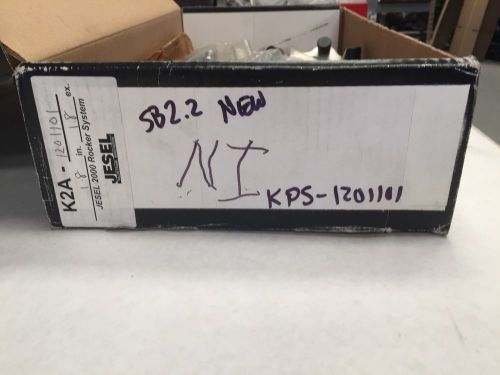 K2A-1201101
1.8 in. 1.8 ex.
JESEL 2000 Rocker System
JESEL
SB2.2 NEW
NI
KPS-1201101